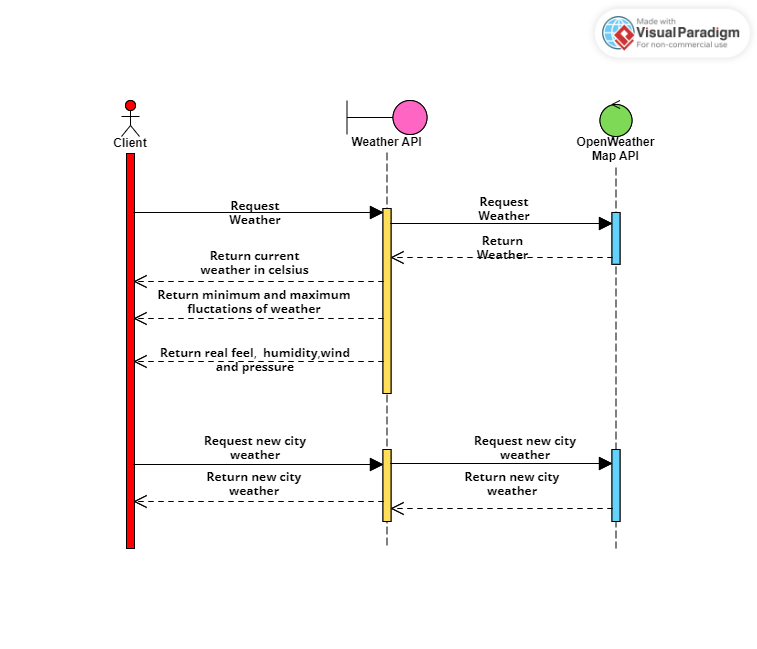 Made with
VisualParadigm
For non-commercial use
Client
Weather API
OpenWeather
Map API
Request
Weather
Request
Weather
Return
Weather
Return current
weather in celsius
Return minimum and maximum
fluctations of weather
Return real feel,  humidity,wind
and pressure
Request new city
weather
Request new city
weather
Return new city
weather
Return new city
weather